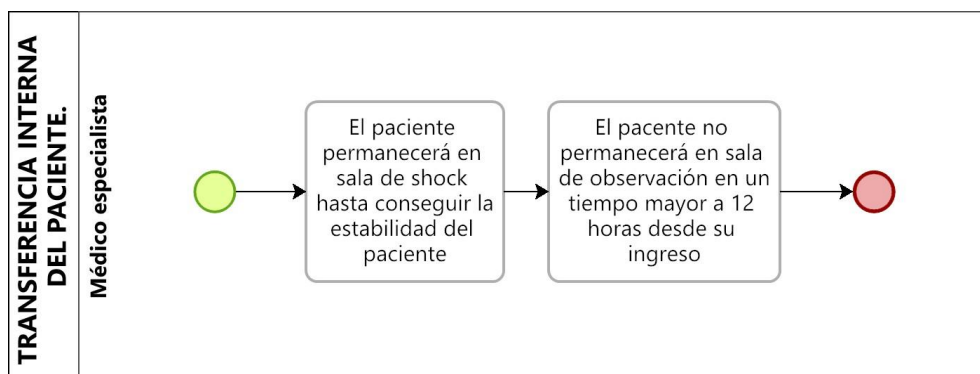 TRANSFERENCIA INTERNA
DEL PACIENTE.
Médico especialista
El paciente
permanecerá en
sala de shock
hasta conseguir la
estabilidad del
paciente
El pacente no
permanecerá en sala
de observación en un
tiempo mayor a 12
horas desde su
ingreso